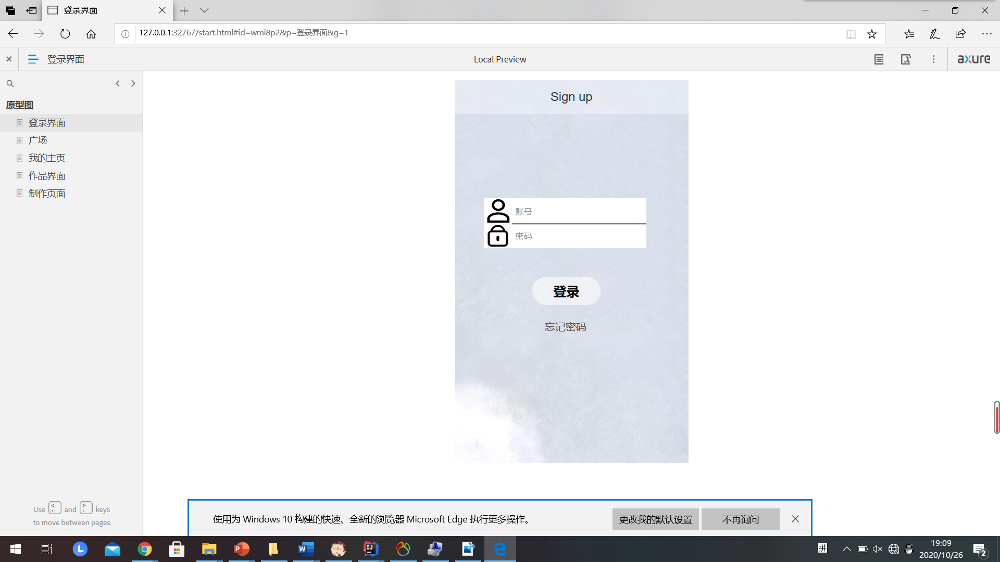 登录界面
127.0.0.1:32767/start.html#id=wmi8p2&p=登录界面&g=1
登录界面
Local Preview
axure
原型图
登录界面
广场
我的主页
作品界面
制作页面
Sign up
账号
密码
登录
忘记密码
Use < , and > . keys
to move between pages
使用为 Windows 10 构建的快速、全新的浏览器 Microsoft Edge 执行更多操作。
更改我的默认设置
不再询问
拼
19:09
2020/10/26
2